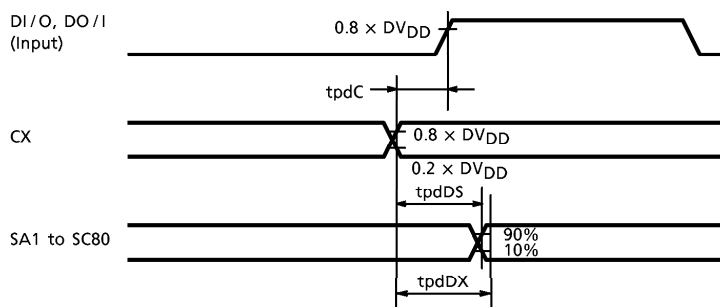 DI/O, DO/I
(Input)
0.8 × DVDD
tpdC
CX
0.8 × DVDD
0.2 × DVDD
tpdDS
SA1 to SC80
90%
10%
tpdDX